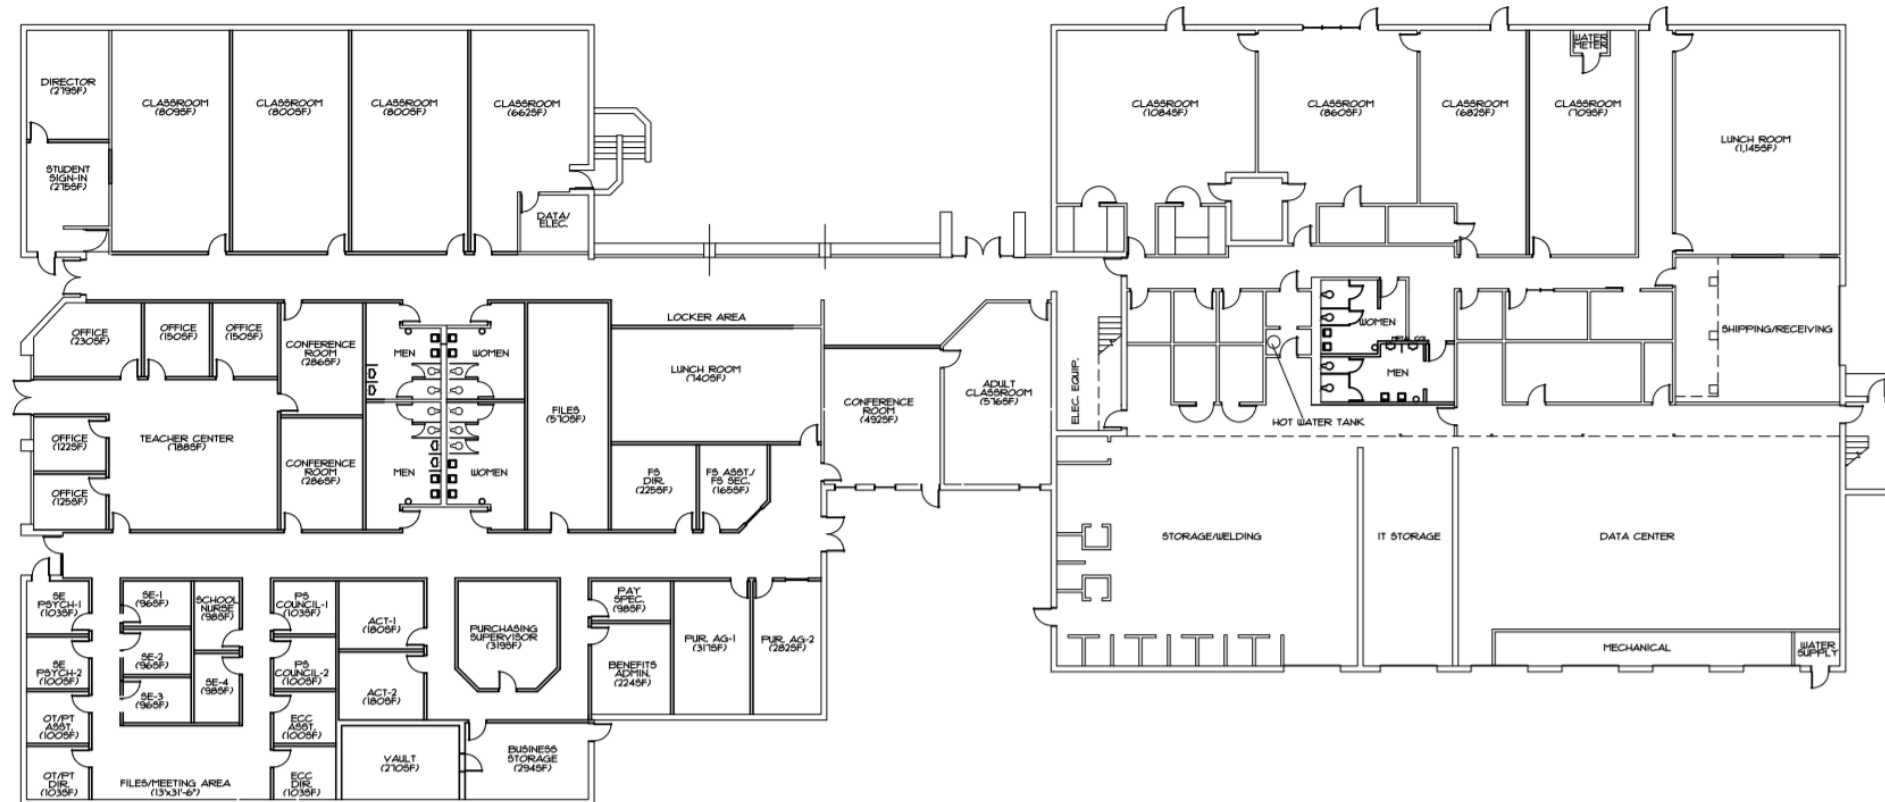 DIRECTOR
(279SF)
CLASSROOM
(809SF)
CLASSROOM
(800SF)
CLASSROOM
(800SF)
CLASSROOM
(662SF)
STUDENT
SIGN-IN
(275SF)
DATA/
ELEC.
CLASSROOM
(1084SF)
CLASSROOM
(860SF)
CLASSROOM
(682SF)
CLASSROOM
(709SF)
WATER
METER
LUNCH ROOM
(1,145SF)
OFFICE
(230SF)
OFFICE
(150SF)
OFFICE
(150SF)
CONFERENCE
ROOM
(286SF)
MEN
WOMEN
LOCKER AREA
LUNCH ROOM
(740SF)
FILES
(570SF)
CONFERENCE
ROOM
(492SF)
ADULT
CLASSROOM
(576SF)
ELEC. EQUIP.
WOMEN
MEN
HOT WATER TANK
SHIPPING/RECEIVING
OFFICE
(122SF)
OFFICE
(125SF)
TEACHER CENTER
(788SF)
CONFERENCE
ROOM
(286SF)
MEN
WOMEN
FS
DIR.
(225SF)
FS ASST./
FS SEC.
(165SF)
STORAGE/WELDING
IT STORAGE
DATA CENTER
MECHANICAL
WATER
SUPPLY
SE
PSYCH-1
(103SF)
SE-1
(96SF)
SCHOOL
NURSE
(98SF)
PS
COUNCIL-1
(103SF)
ACT-1
(180SF)
PURCHASING
SUPERVISOR
(319SF)
PAY
SPEC.
(98SF)
PUR. AG-1
(317SF)
PUR. AG-2
(282SF)
SE
PSYCH-2
(100SF)
SE-2
(96SF)
SE-3
(96SF)
SE-4
(98SF)
PS
COUNCIL-2
(100SF)
ACT-2
(180SF)
BENEFITS
ADMIN.
(224SF)
OT/PT
ASST.
(100SF)
ECC
ASST.
(100SF)
OT/PT
DIR.
(103SF)
FILES/MEETING AREA
(13'x31'-6")
ECC
DIR.
(103SF)
VAULT
(270SF)
BUSINESS
STORAGE
(294SF)